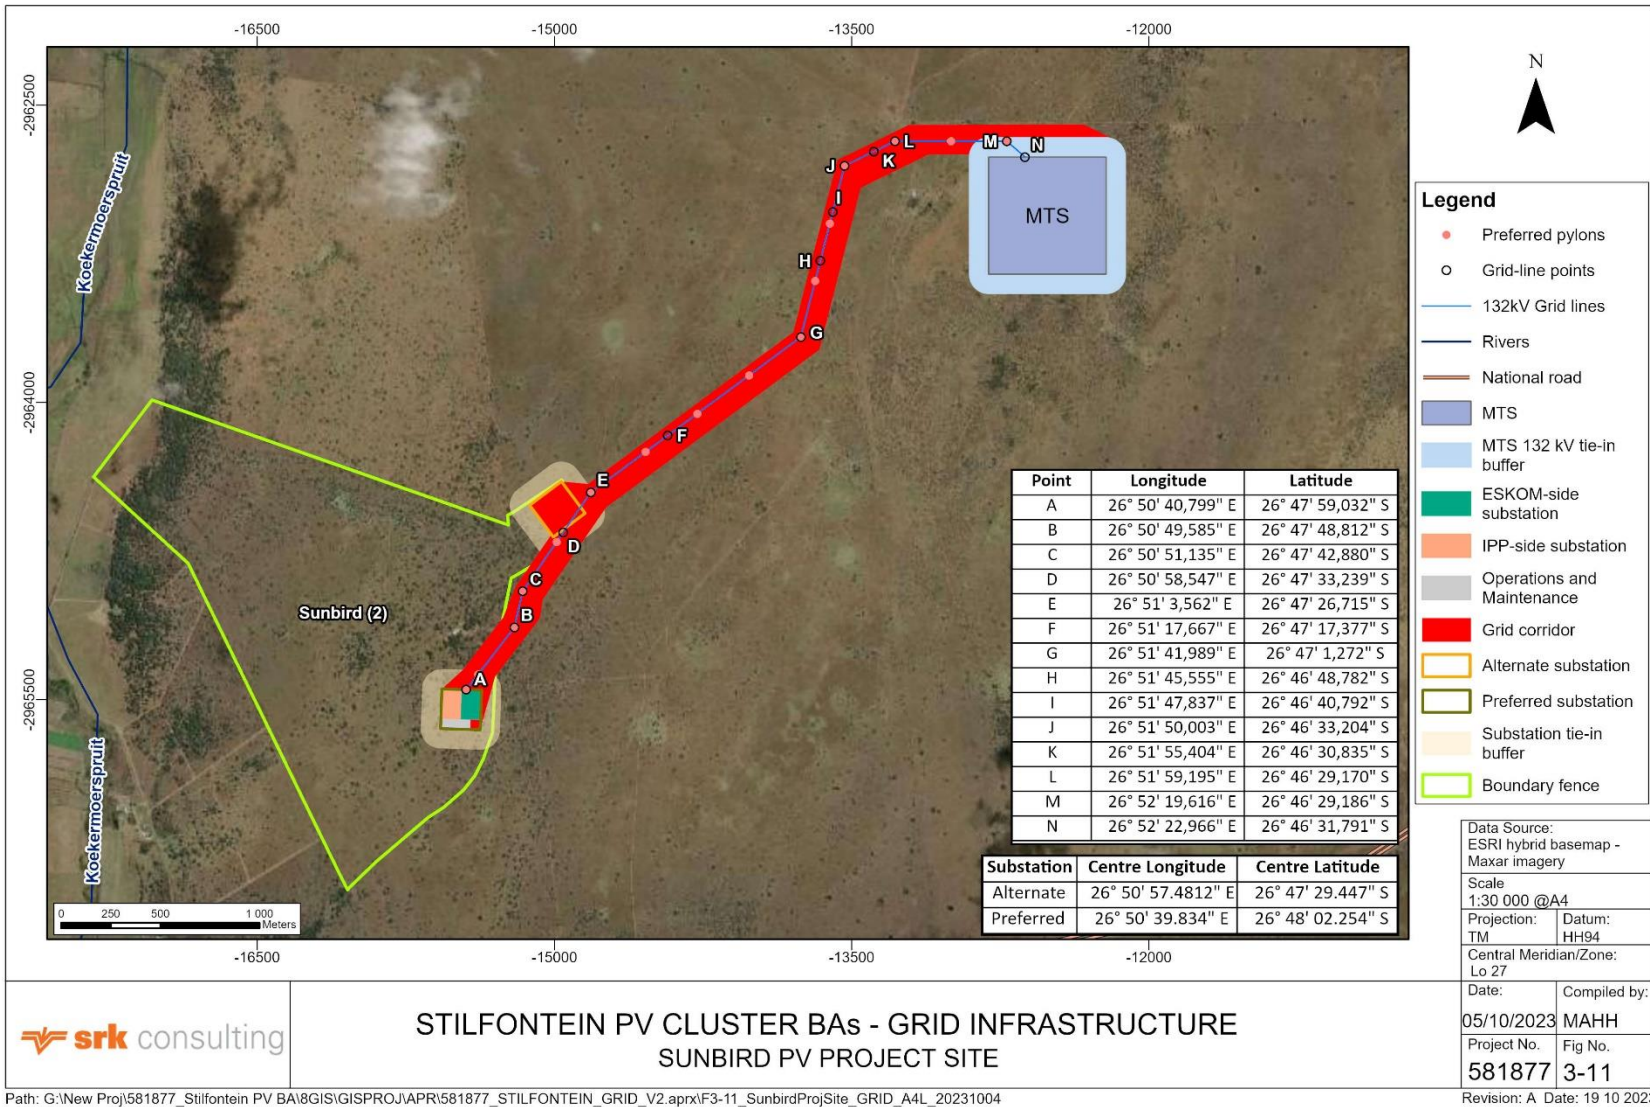 -16500 -15000 -13500 -12000
-2962500
-2964000
-2965500
Koekermoerspruit
Koekermoerspruit
Sunbird (2)
MTS
N
M
L
K
J
I
H
G
F
E
D
C
B
A
Point Longitude Latitude
A 26° 50' 40,799" E 26° 47' 59,032" S
B 26° 50' 49,585" E 26° 47' 48,812" S
C 26° 50' 51,135" E 26° 47' 42,880" S
D 26° 50' 58,547" E 26° 47' 33,239" S
E 26° 51' 3,562" E 26° 47' 26,715" S
F 26° 51' 17,667" E 26° 47' 17,377" S
G 26° 51' 41,989" E 26° 47' 1,272" S
H 26° 51' 45,555" E 26° 46' 48,782" S
I 26° 51' 47,837" E 26° 46' 40,792" S
J 26° 51' 50,003" E 26° 46' 33,204" S
K 26° 51' 55,404" E 26° 46' 30,835" S
L 26° 51' 59,195" E 26° 46' 29,170" S
M 26° 52' 19,616" E 26° 46' 29,186" S
N 26° 52' 22,966" E 26° 46' 31,791" S
Substation Centre Longitude Centre Latitude
Alternate 26° 50' 57.4812" E 26° 47' 29.447" S
Preferred 26° 50' 39.834" E 26° 48' 02.254" S
0 250 500 1 000
Meters
-16500 -15000 -13500 -12000
N
Legend
Preferred pylons
Grid-line points
132kV Grid lines
Rivers
National road
MTS
MTS 132 kV tie-in
buffer
ESKOM-side
substation
IPP-side substation
Operations and
Maintenance
Grid corridor
Alternate substation
Preferred substation
Substation tie-in
buffer
Boundary fence
Data Source:
ESRI hybrid basemap -
Maxar imagery
Scale
1:30 000 @A4
Projection: Datum:
TM HH94
Central Meridian/Zone:
Lo 27
Date: Compiled by:
05/10/2023 MAHH
Project No. Fig No.
581877 3-11
srk consulting
STILFONTEIN PV CLUSTER BAs - GRID INFRASTRUCTURE
SUNBIRD PV PROJECT SITE
Path: G:\New Proj\581877_Stilfontein PV BA\8GIS\GISPROJ\APR\581877_STILFONTEIN_GRID_V2.aprx\F3-11_SunbirdProjSite_GRID_A4L_20231004
Revision: A Date: 19 10 202